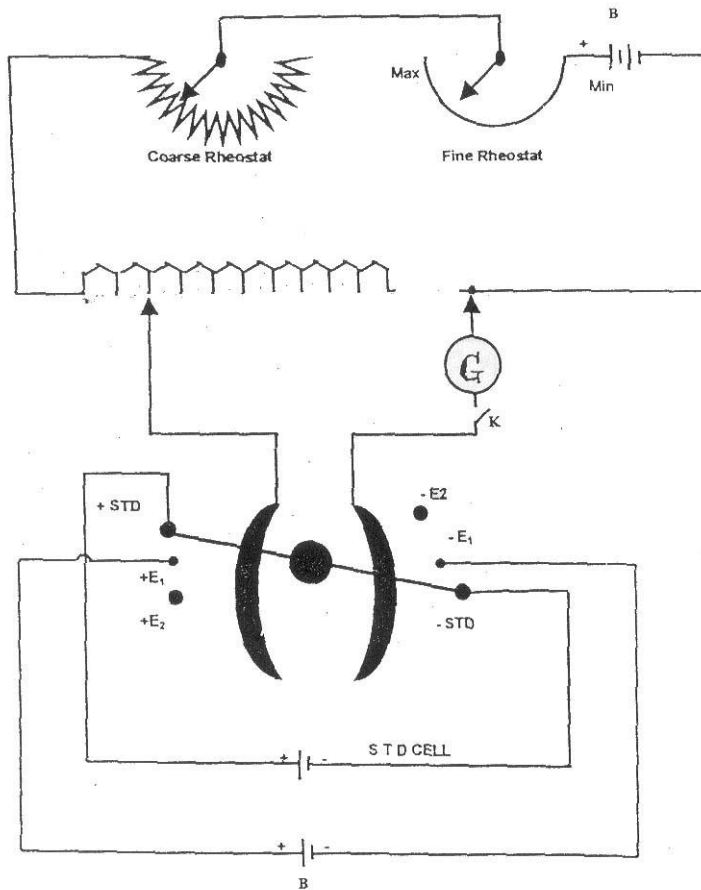 B
+
Max
Min
Coarse Rheostat
Fine Rheostat
G
K
- E2
+ STD
- E₁
+E₁
+E₂
- STD
+ -
S T D CELL
+ -
B